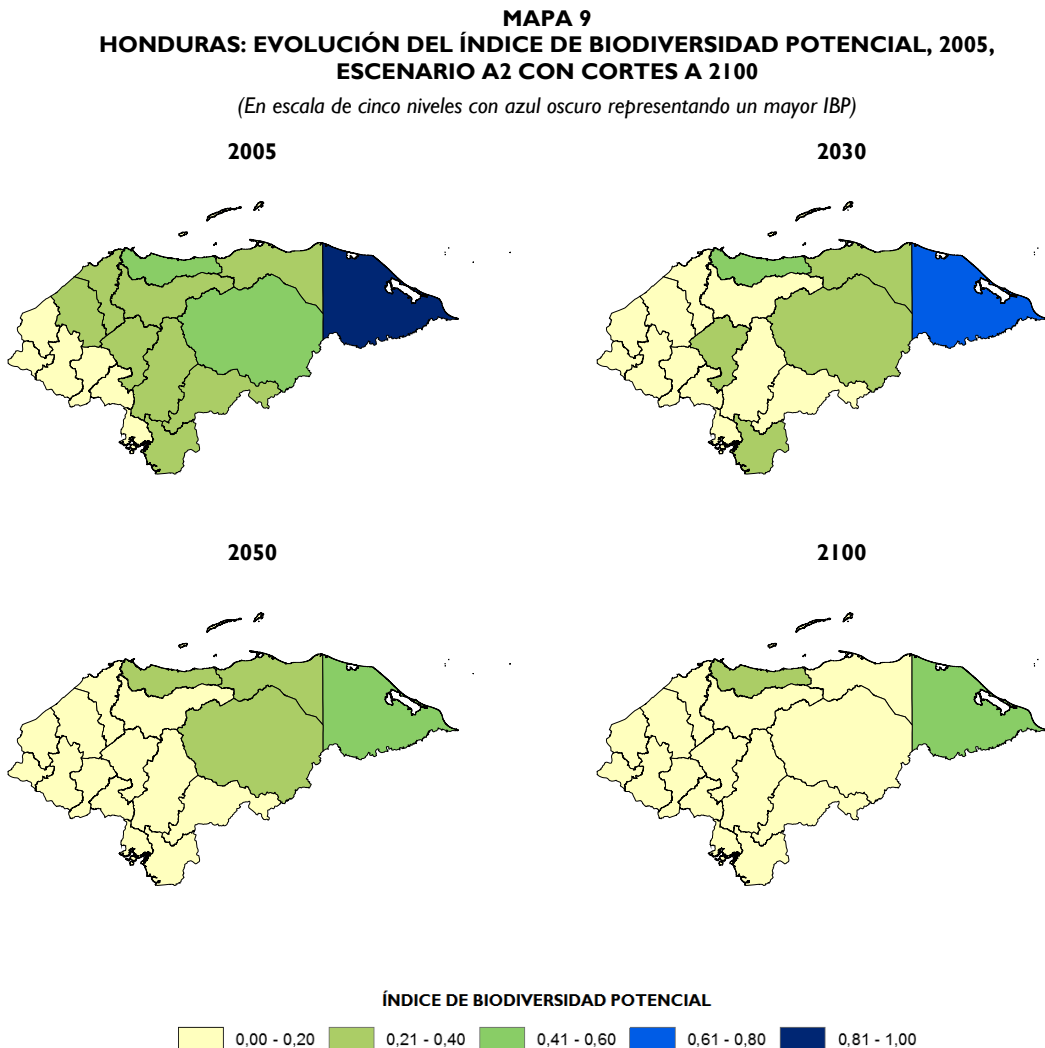 MAPA 9
HONDURAS: EVOLUCIÓN DEL ÍNDICE DE BIODIVERSIDAD POTENCIAL, 2005,
ESCENARIO A2 CON CORTES A 2100
(En escala de cinco niveles con azul oscuro representando un mayor IBP)
2005 2030
2050 2100
ÍNDICE DE BIODIVERSIDAD POTENCIAL
0,00 - 0,20 0,21 - 0,40 0,41 - 0,60 0,61 - 0,80 0,81 - 1,00